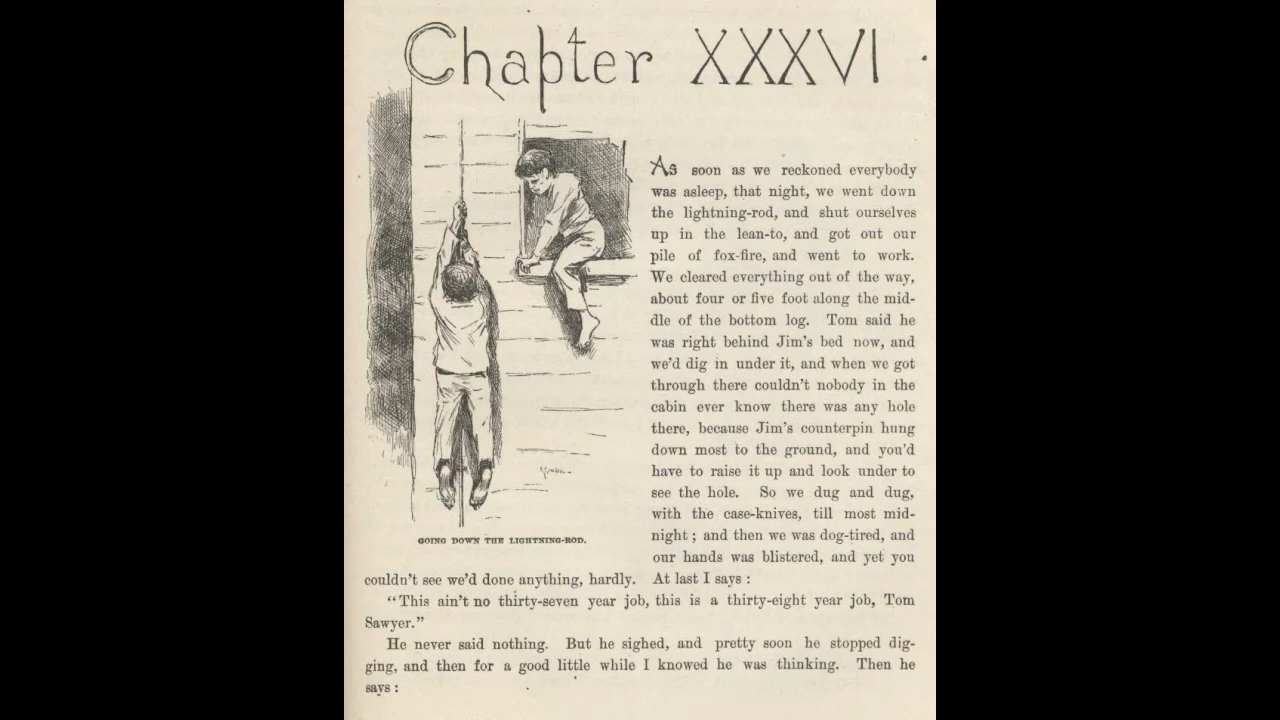 Chapter XXXVI.
As soon as we reckoned everybody
was asleep, that night, we went down
the lightning-rod, and shut ourselves
up in the lean-to, and got out our
pile of fox-fire, and went to work.
We cleared everything out of the way,
about four or five foot along the mid-
dle of the bottom log. Tom said he
was right behind Jim's bed now, and
we'd dig in under it, and when we got
through there couldn't nobody in the
cabin ever know there was any hole
there, because Jim's counterpin hung
down most to the ground, and you'd
have to raise it up and look under to
see the hole. So we dug and dug,
with the case-knives, till most mid-
night; and then we was dog-tired, and
our hands was blistered, and yet you
GOING DOWN THE LIGHTNING-ROD.
couldn't see we'd done anything, hardly. At last I says:
"This ain't no thirty-seven year job, this is a thirty-eight year job, Tom
Sawyer."
He never said nothing. But he sighed, and pretty soon he stopped dig-
ging, and then for a good little while I knowed he was thinking. Then he
says: